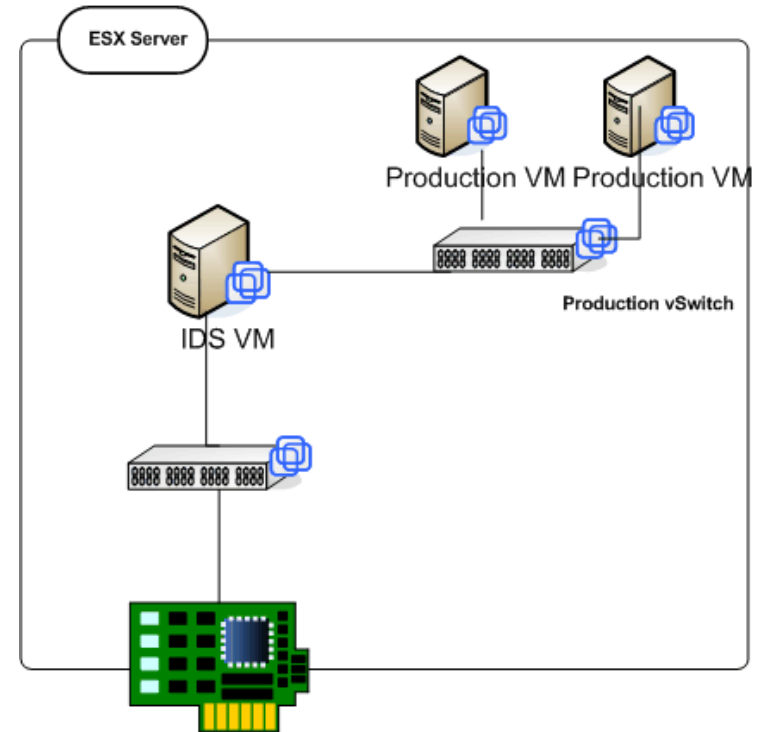 ESX Server
Production VM
Production VM
IDS VM
Production vSwitch